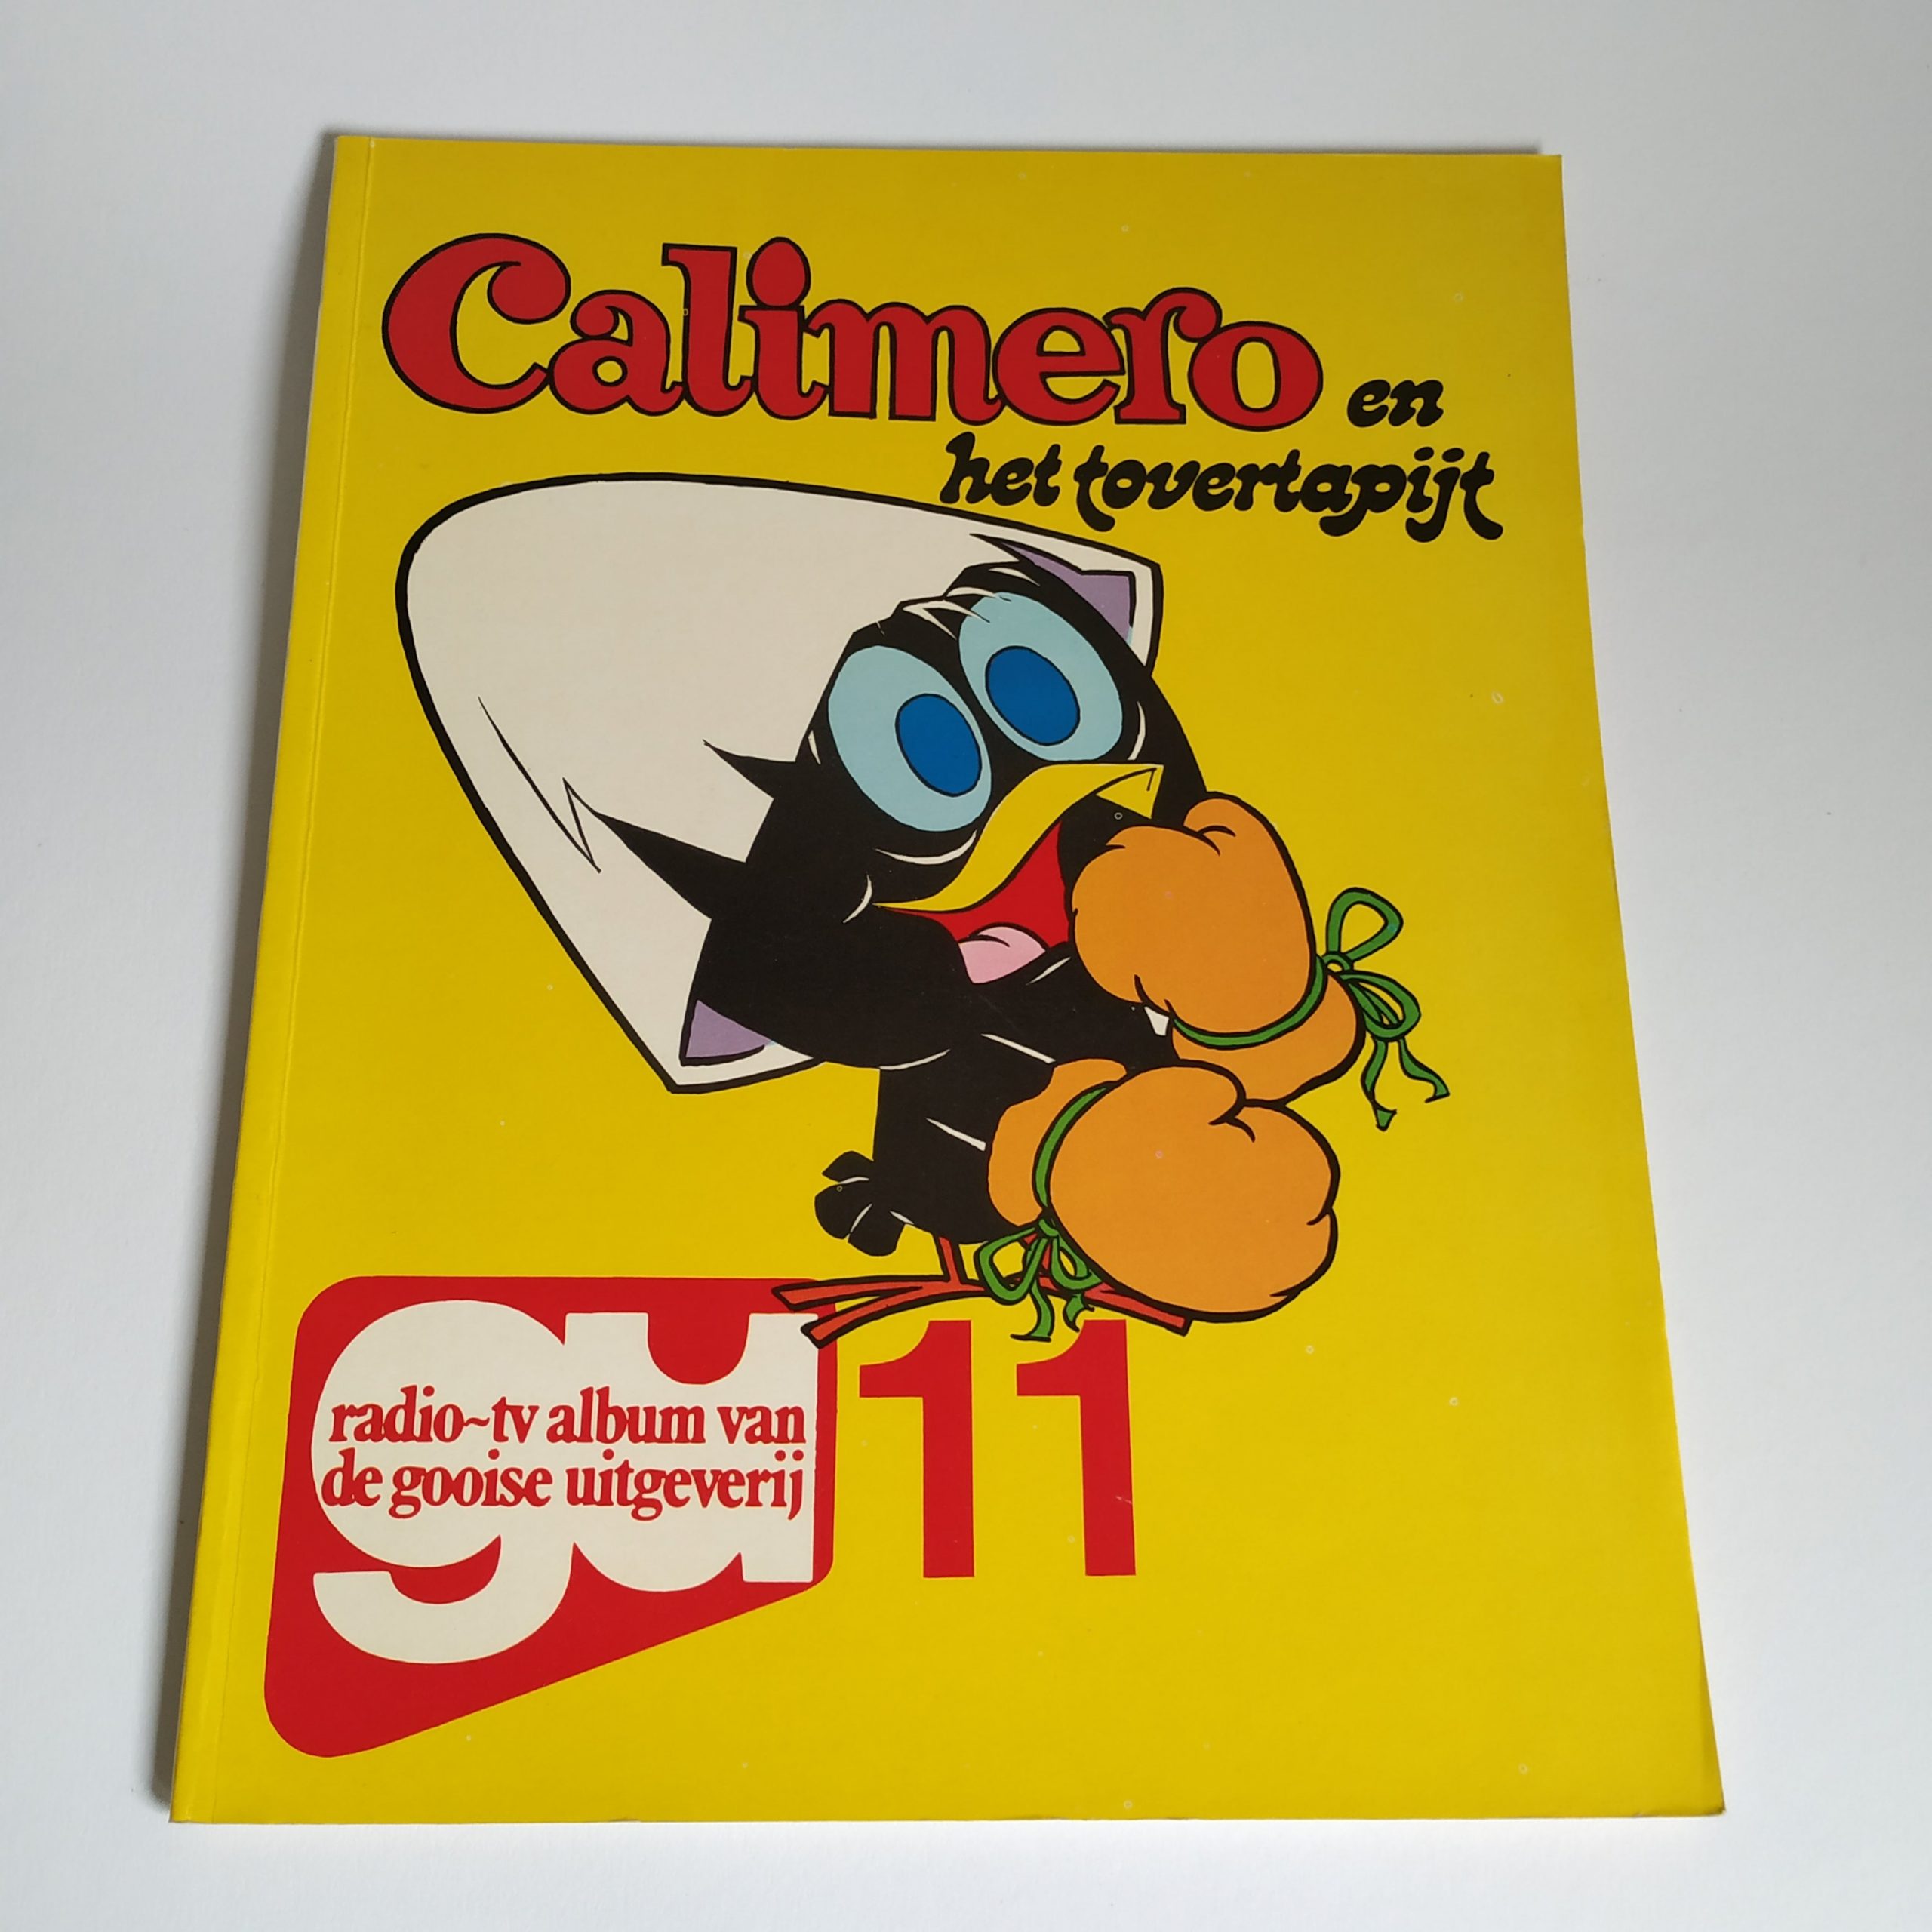 Calimero en
het tovertapijt
gu
radio~tv album van
de gooise uitgeverij
11